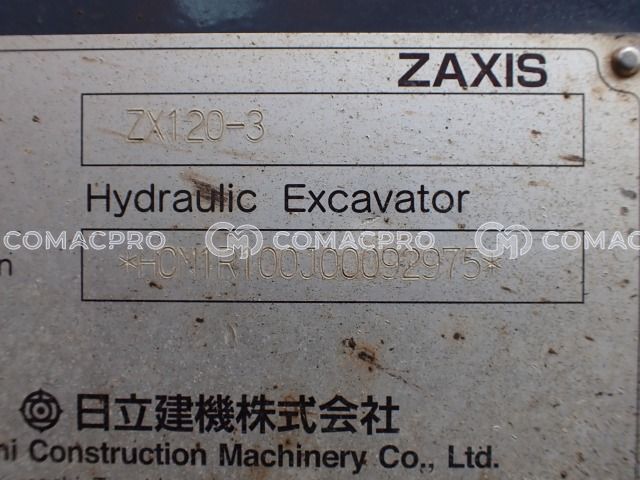 ZAXIS
ZX120-3
Hydraulic Excavator
COMACPRO COMACPRO COMACPRO
*HCM1R100J00092975*
日立建機株式会社
Construction Machinery Co., Ltd.